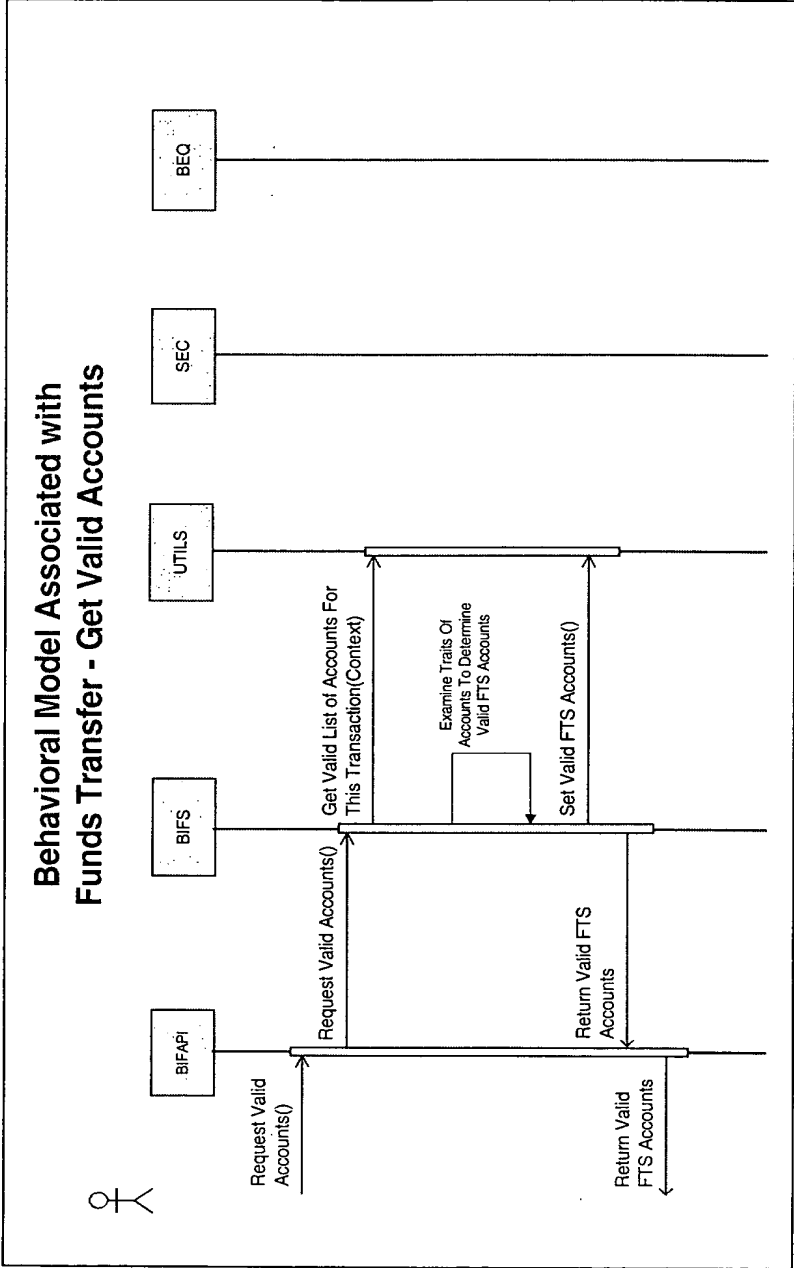 Behavioral Model Associated with
Funds Transfer - Get Valid Accounts
BIFAPI
BIFS
UTILS
SEC
BEQ
Request Valid
Accounts()
Request Valid Accounts()
Get Valid List of Accounts For
This Transaction(Context)
Examine Traits Of
Accounts To Determine
Valid FTS Accounts
Set Valid FTS Accounts()
Return Valid FTS
Accounts
Return Valid
FTS Accounts